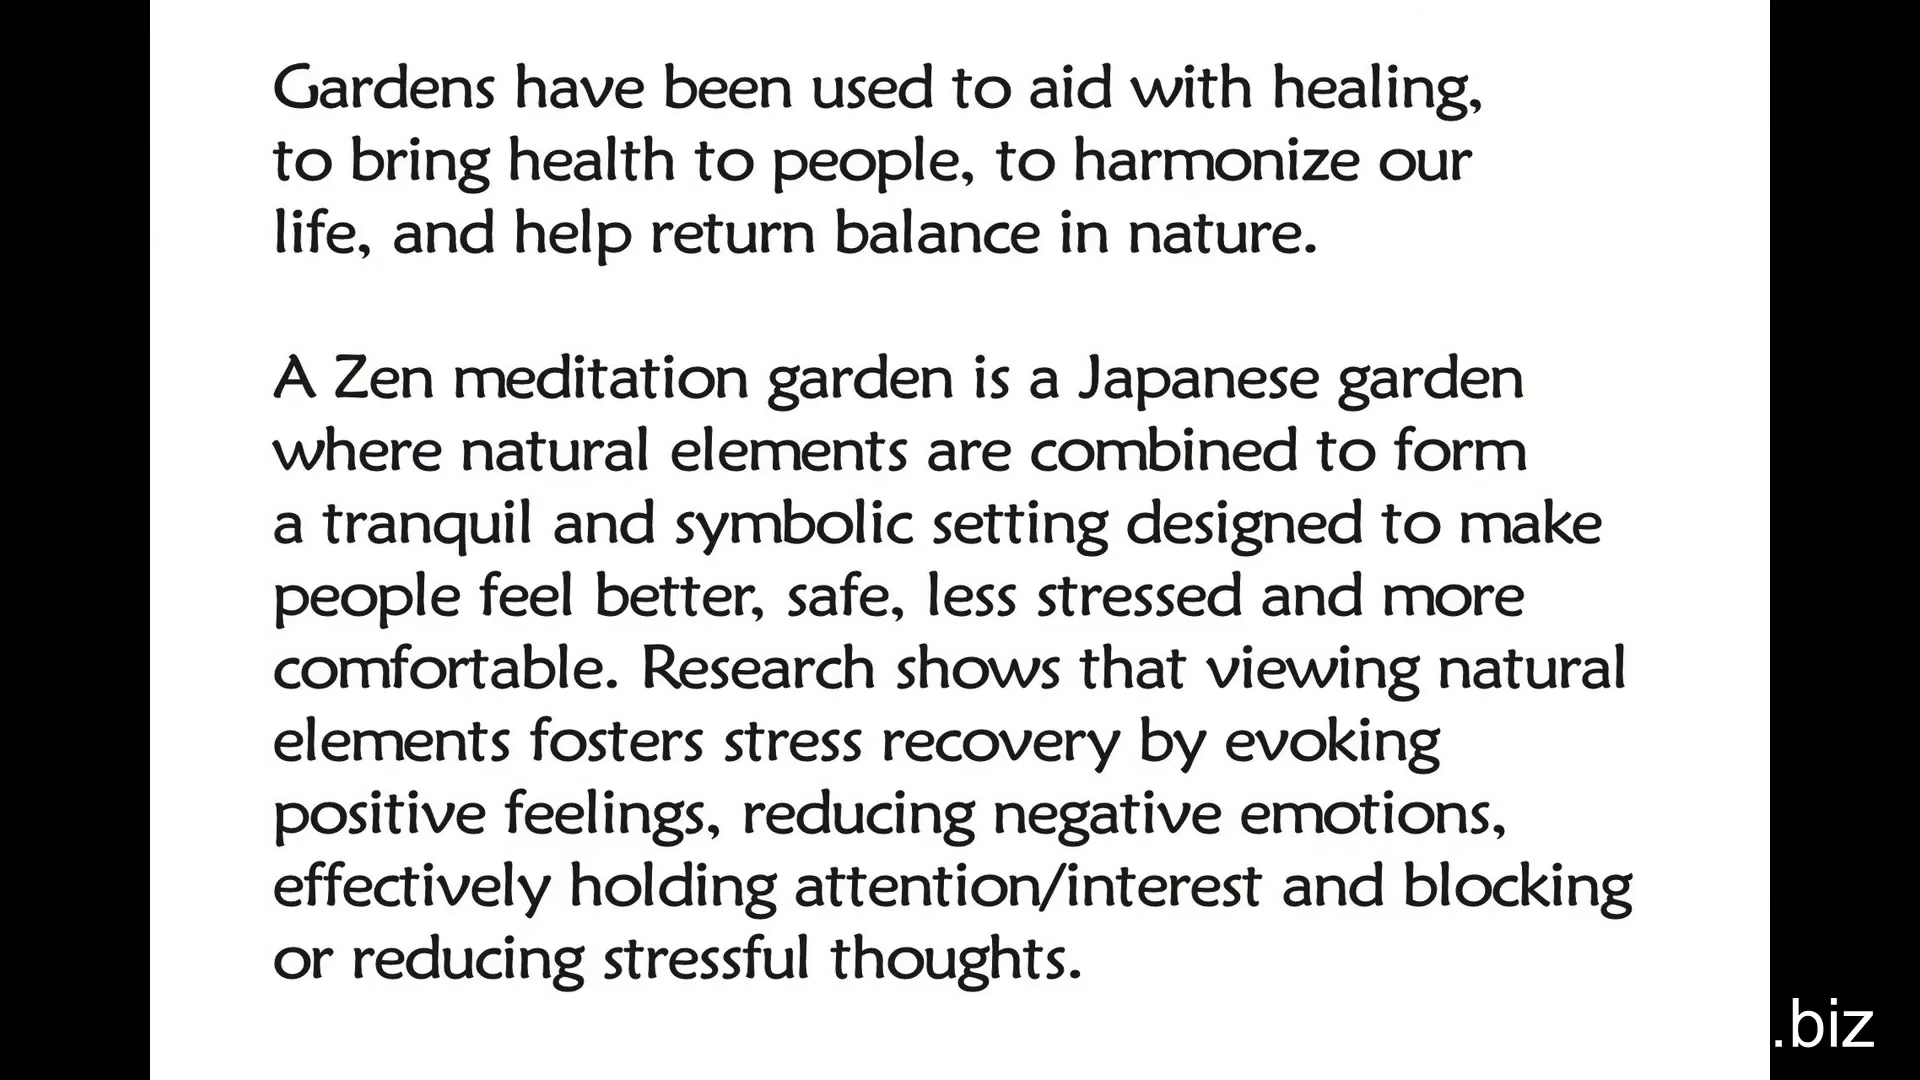 Gardens have been used to aid with healing,
to bring health to people, to harmonize our
life, and help return balance in nature.
A Zen meditation garden is a Japanese garden
where natural elements are combined to form
a tranquil and symbolic setting designed to make
people feel better, safe, less stressed and more
comfortable. Research shows that viewing natural
elements fosters stress recovery by evoking
positive feelings, reducing negative emotions,
effectively holding attention/interest and blocking
or reducing stressful thoughts.
.biz